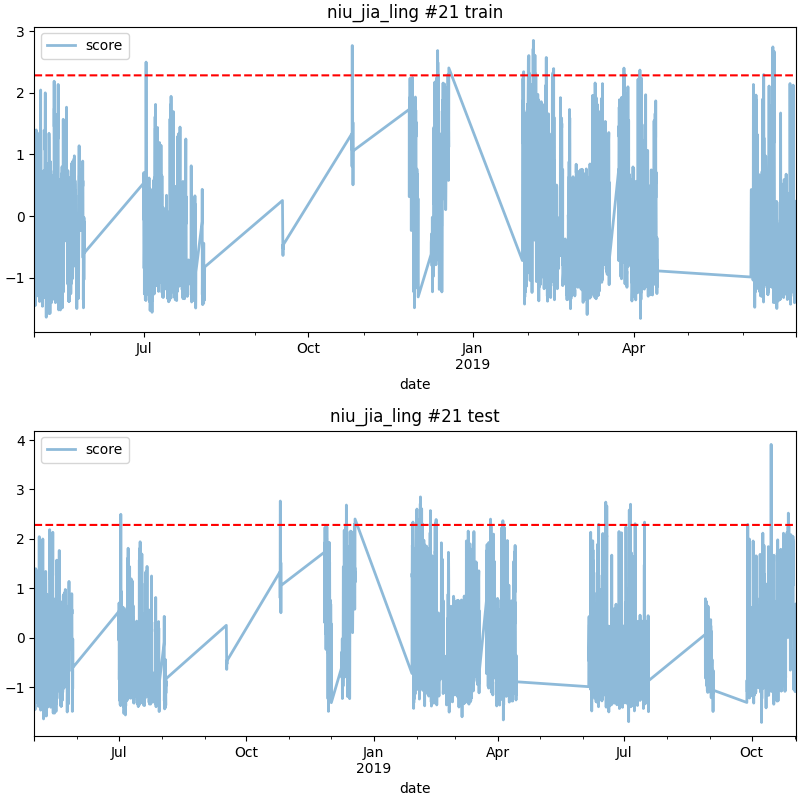 niu_jia_ling #21 train
score
3
2
1
0
−1
Jul
Oct
Jan
2019
Apr
date
niu_jia_ling #21 test
score
4
3
2
1
0
−1
Jul
Oct
Jan
2019
Apr
Jul
Oct
date